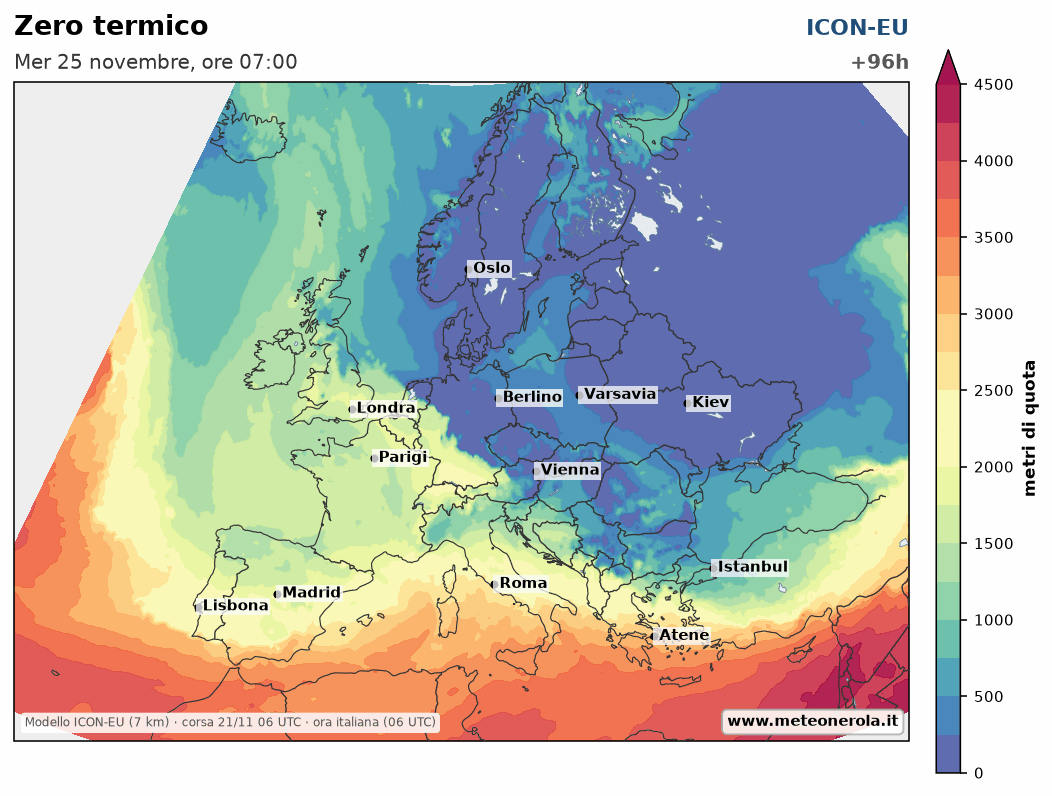 Zero termico
ICON-EU
Mer 25 novembre, ore 07:00
+96h
4500
4000
3500
3000
2500
2000
1500
1000
500
0
metri di quota
Oslo
Berlino
Varsavia
Kiev
Londra
Parigi
Vienna
Istanbul
Roma
Madrid
Lisbona
Atene
Modello ICON-EU (7 km) · corsa 21/11 06 UTC · ora italiana (06 UTC)
www.meteonerola.it